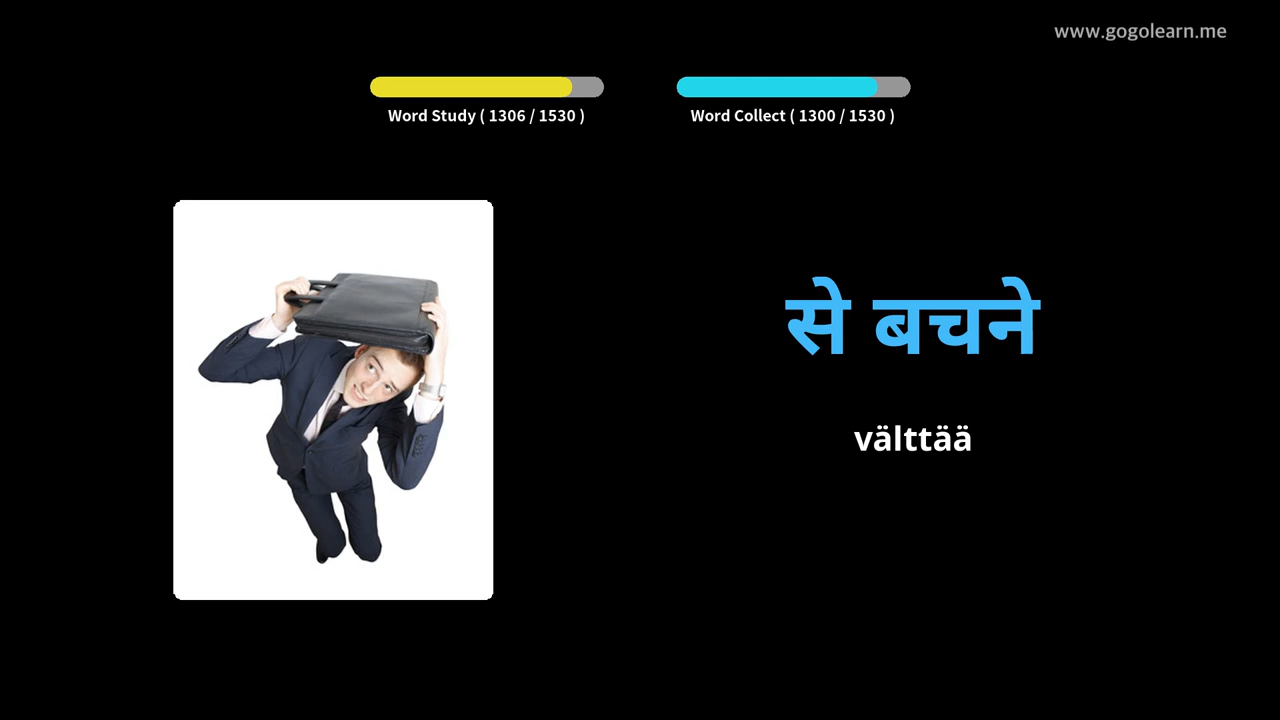 www.gogolearn.me
Word Study ( 1306 / 1530 )
Word Collect ( 1300 / 1530 )
से बचने
välttää